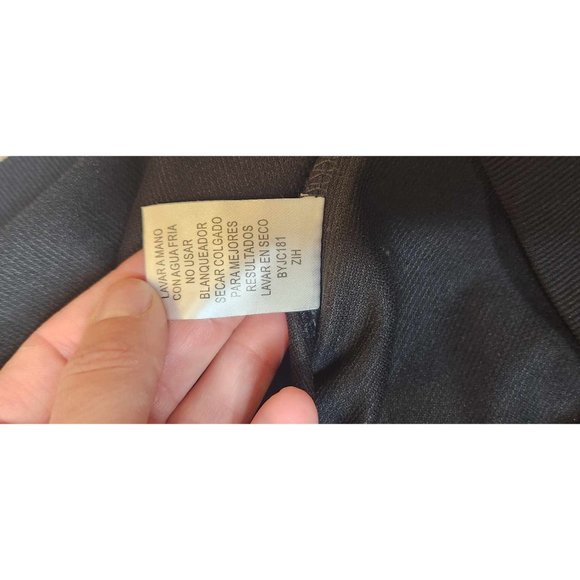 LAVAR A MANO
CON AGUA FRIA
NO USAR
BLANQUEADOR
SECAR COLGADO
PARA MEJORES
RESULTADOS
LAVAR EN SECO
BYJC181
ZIH